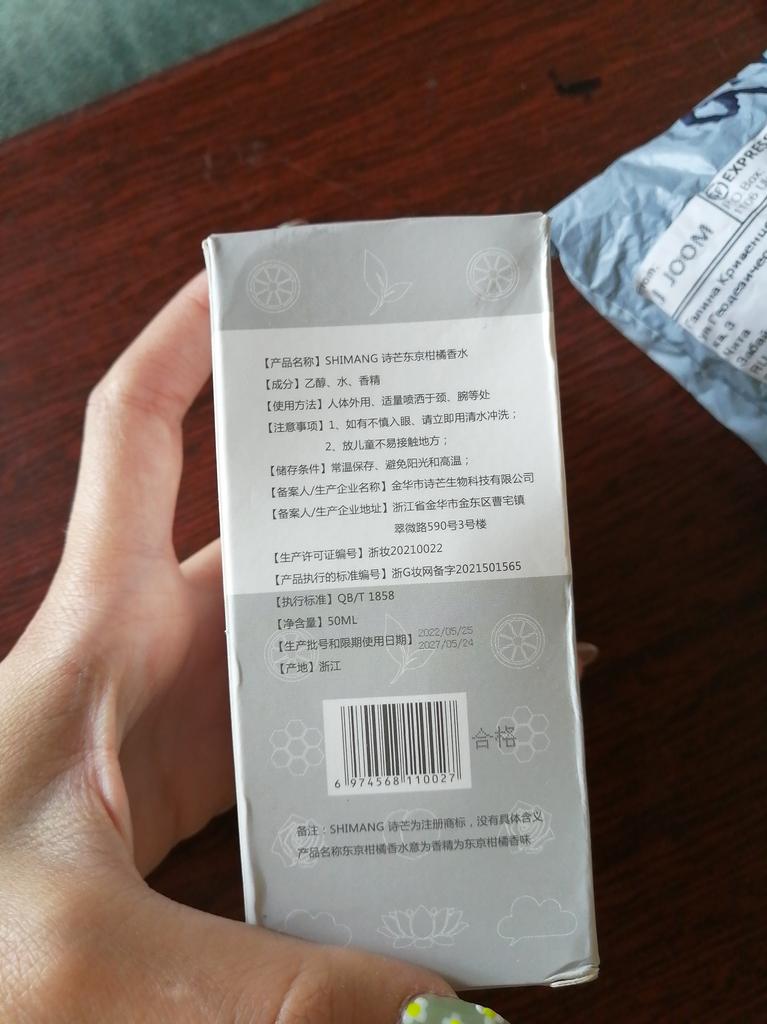 【产品名称】SHIMANG 诗芒东京柑橘香水
【成分】乙醇、水、香精
【使用方法】人体外用、适量喷洒于颈、腕等处
【注意事项】1、如有不慎入眼、请立即用清水冲洗；
2、放儿童不易接触地方；
【储存条件】常温保存、避免阳光和高温；
【备案人/生产企业名称】金华市诗芒生物科技有限公司
【备案人/生产企业地址】浙江省金华市金东区曹宅镇
翠微路590号3号楼
【生产许可证编号】浙妆20210022
【产品执行的标准编号】浙G妆网备字2021501565
【执行标准】QB/T 1858
【净含量】50ML
【生产批号和限期使用日期】2022/05/25
2027/05/24
【产地】浙江
6 974568 110027
合格
备注：SHIMANG 诗芒为注册商标，没有具体含义
产品名称东京柑橘香水意为香精为东京柑橘香味
EXPRES
PO Box
JOOM
Галина Кривенц
Геодезичес
3
Чита
Забай